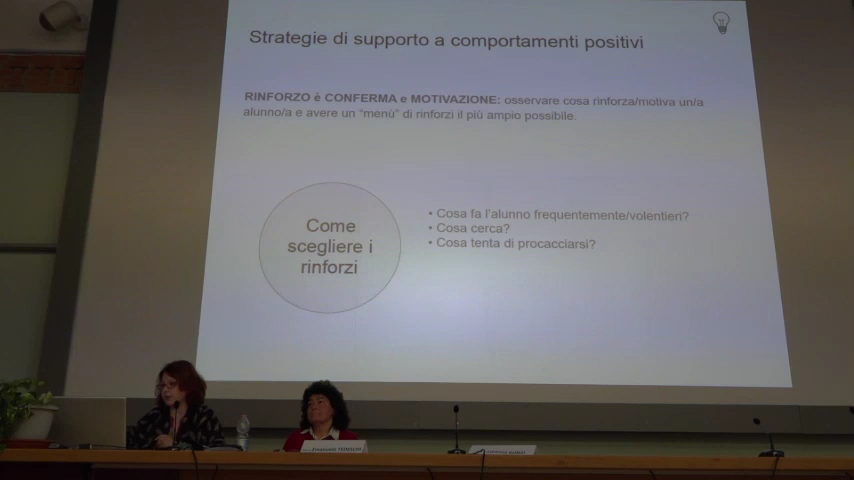 Strategie di supporto a comportamenti positivi
RINFORZO è CONFERMA e MOTIVAZIONE: osservare cosa rinforza/motiva un/a
alunno/a e avere un "menù" di rinforzi il più ampio possibile.
Come
scegliere i
rinforzi
• Cosa fa l'alunno frequentemente/volentieri?
• Cosa cerca?
• Cosa tenta di procacciarsi?